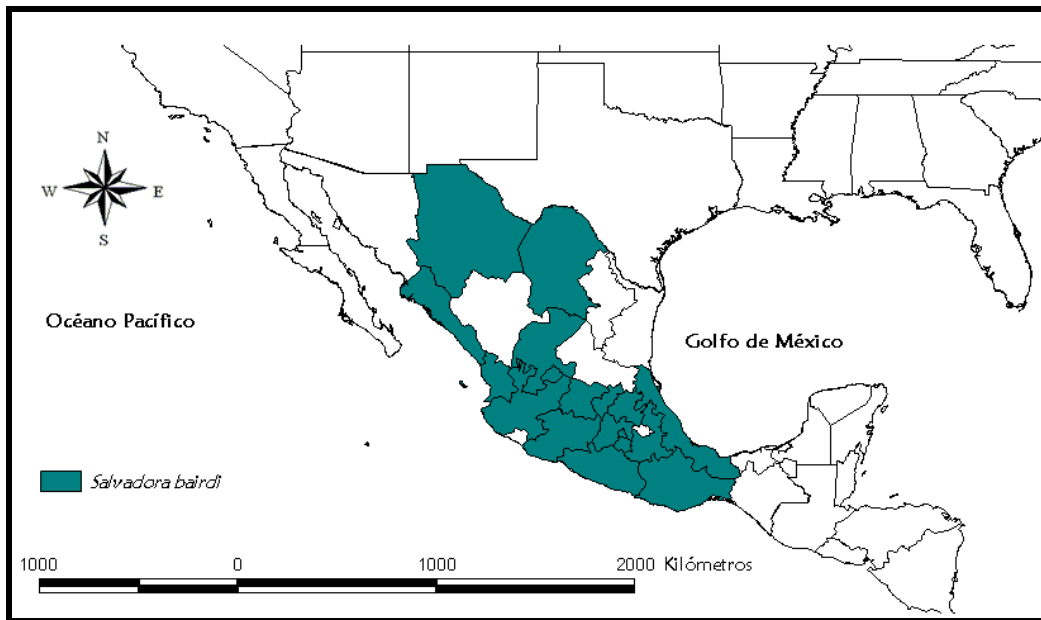 N
W E
S
Océano Pacífico
Golfo de México
Salvadora bairdi
1000 0 1000 2000 Kilómetros